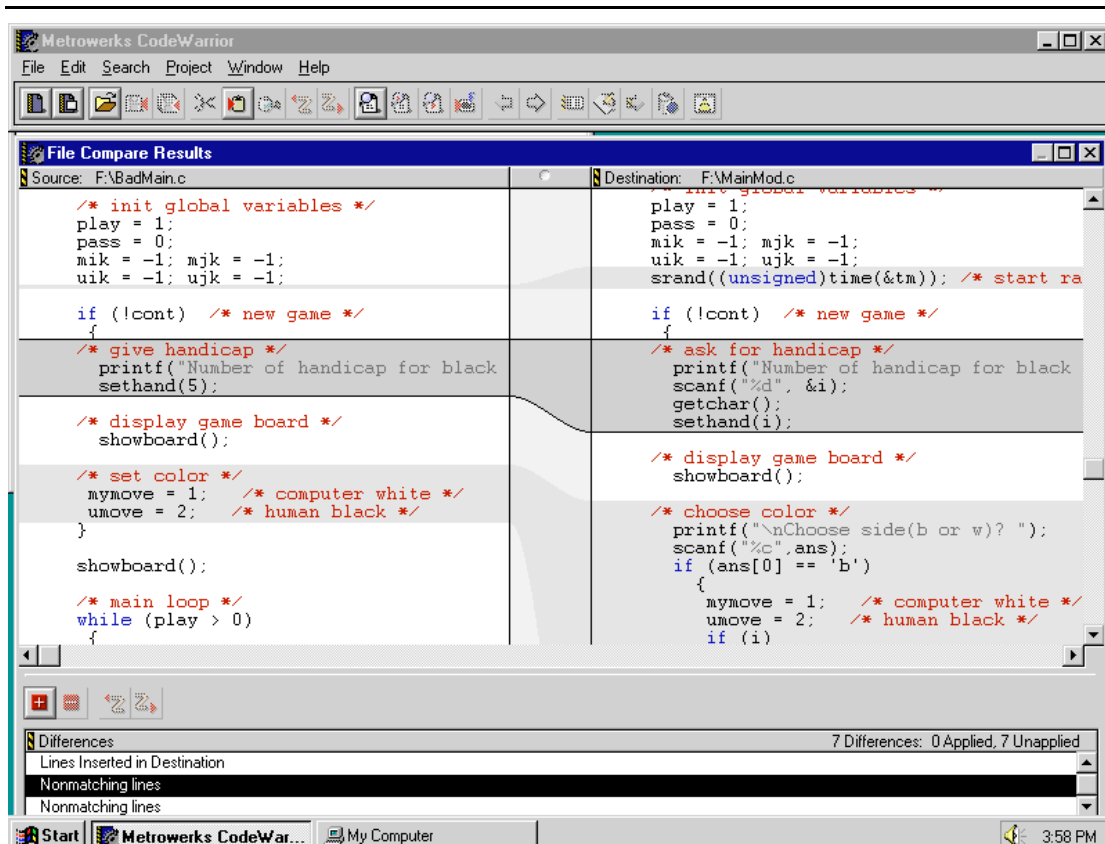 Metrowerks CodeWarrior
File Edit Search Project Window Help
File Compare Results
Source: F:\BadMain.c
Destination: F:\MainMod.c
/* init global variables */
play = 1;
pass = 0;
mik = -1; mjk = -1;
uik = -1; ujk = -1;
if (!cont) /* new game */
{
/* give handicap */
printf("Number of handicap for black
sethand(5);
/* display game board */
showboard();
/* set color */
mymove = 1; /* computer white */
umove = 2; /* human black */
}
showboard();
/* main loop */
while (play > 0)
{
/* init global variables */
play = 1;
pass = 0;
mik = -1; mjk = -1;
uik = -1; ujk = -1;
srand((unsigned)time(&tm)); /* start ra
if (!cont) /* new game */
{
/* ask for handicap */
printf("Number of handicap for black
scanf("%d", &i);
getchar();
sethand(i);
/* display game board */
showboard();
/* choose color */
printf("\nChoose side(b or w)? ");
scanf("%c",ans);
if (ans[0] == 'b')
{
mymove = 1; /* computer white */
umove = 2; /* human black */
if (i)
Differences
7 Differences: 0 Applied, 7 Unapplied
Lines Inserted in Destination
Nonmatching lines
Nonmatching lines
Start
Metrowerks CodeWar...
My Computer
3:58 PM